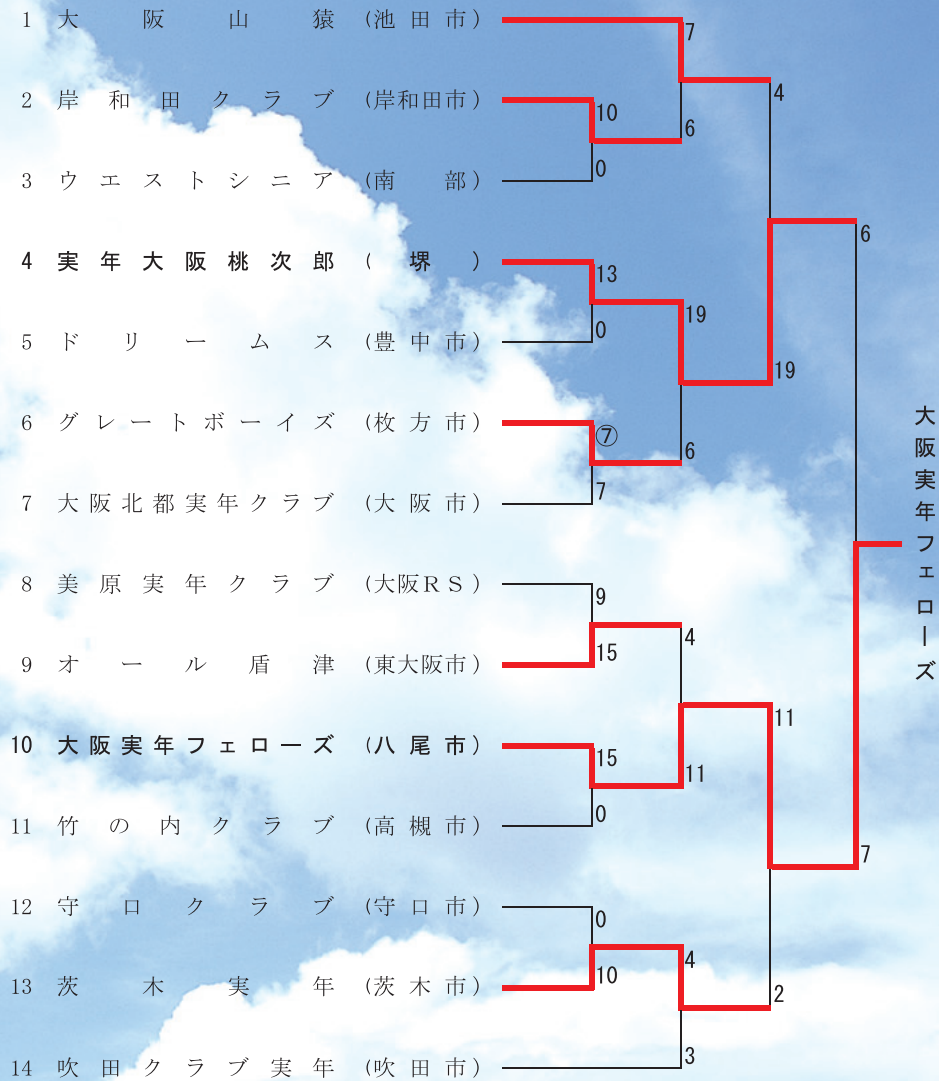 1 大阪山猿 (池田市)
7
4
2 岸和田クラブ (岸和田市)
10
6
0
3 ウエストシニア (南部)
6
4 実年大阪桃次郎 (堺)
13
19
0
5 ドリームス (豊中市)
19
6 グレートボーイズ (枚方市)
⑦
6
7
7 大阪北都実年クラブ (大阪市)
大阪実年フェローズ
8 美原実年クラブ (大阪RS)
9
4
15
9 オール盾津 (東大阪市)
11
10 大阪実年フェローズ (八尾市)
15
11
0
11 竹の内クラブ (高槻市)
7
12 守口クラブ (守口市)
0
4
10
13 茨木実年 (茨木市)
2
3
14 吹田クラブ実年 (吹田市)